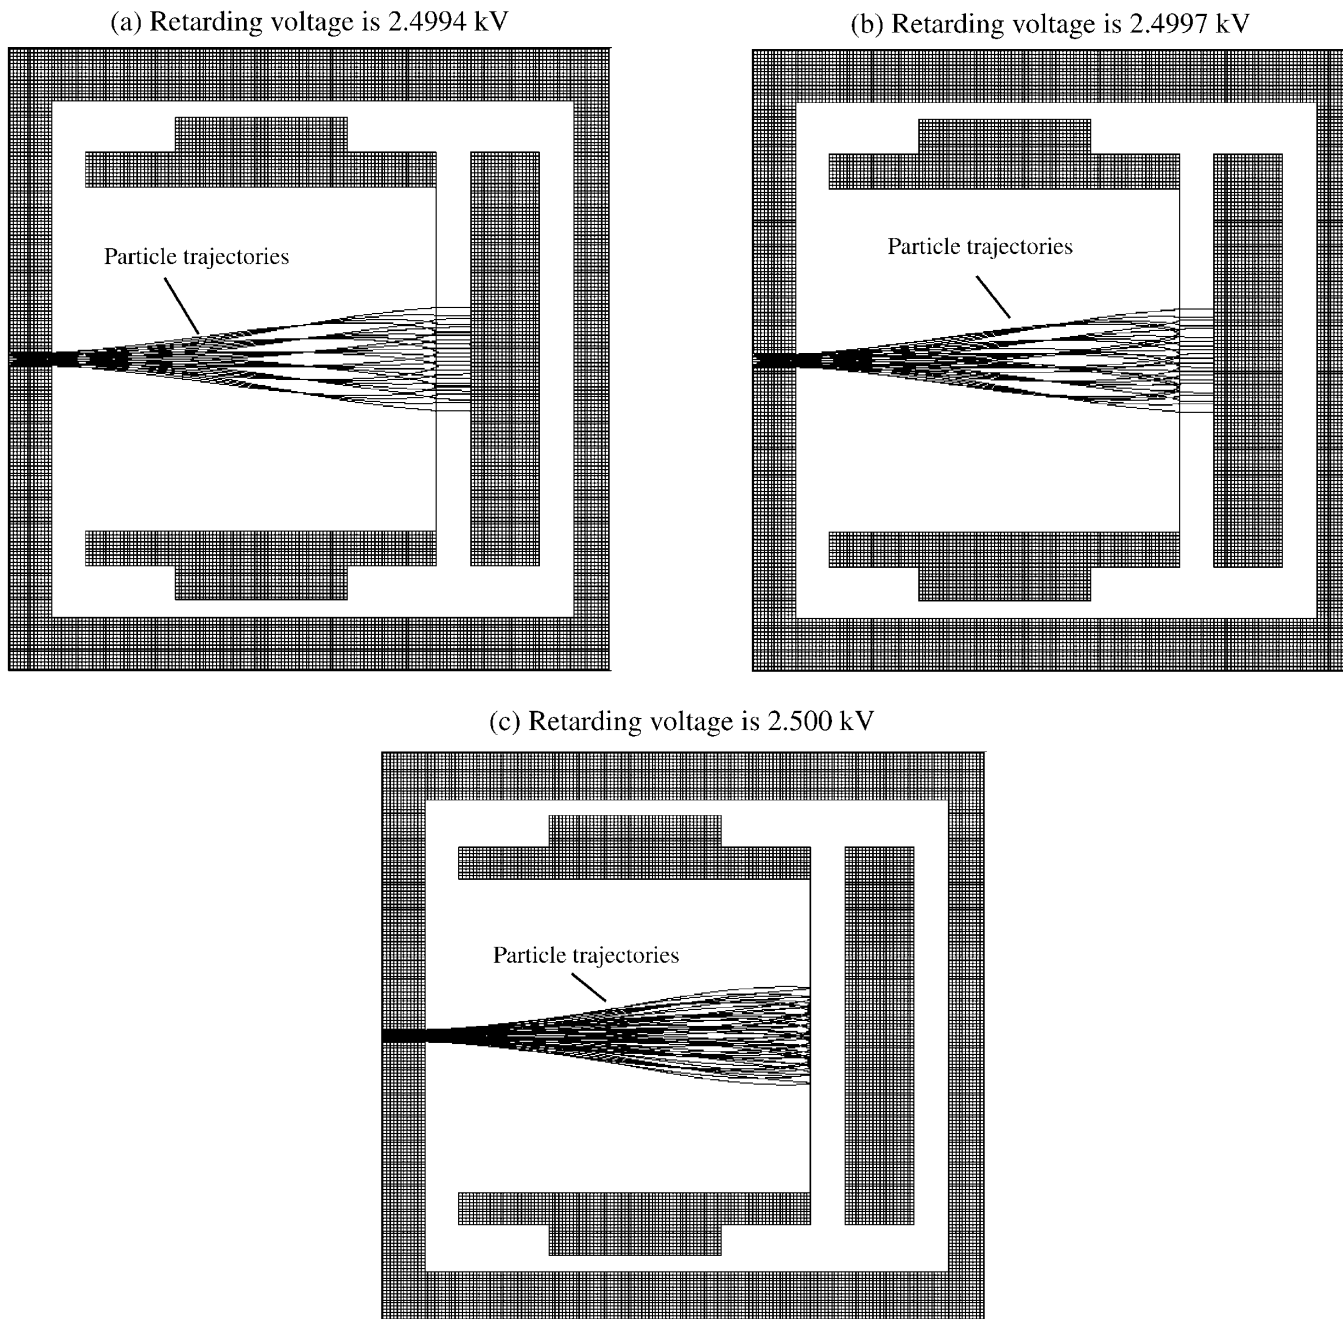 (a) Retarding voltage is 2.4994 kV
(b) Retarding voltage is 2.4997 kV
Particle trajectories
Particle trajectories
(c) Retarding voltage is 2.500 kV
Particle trajectories